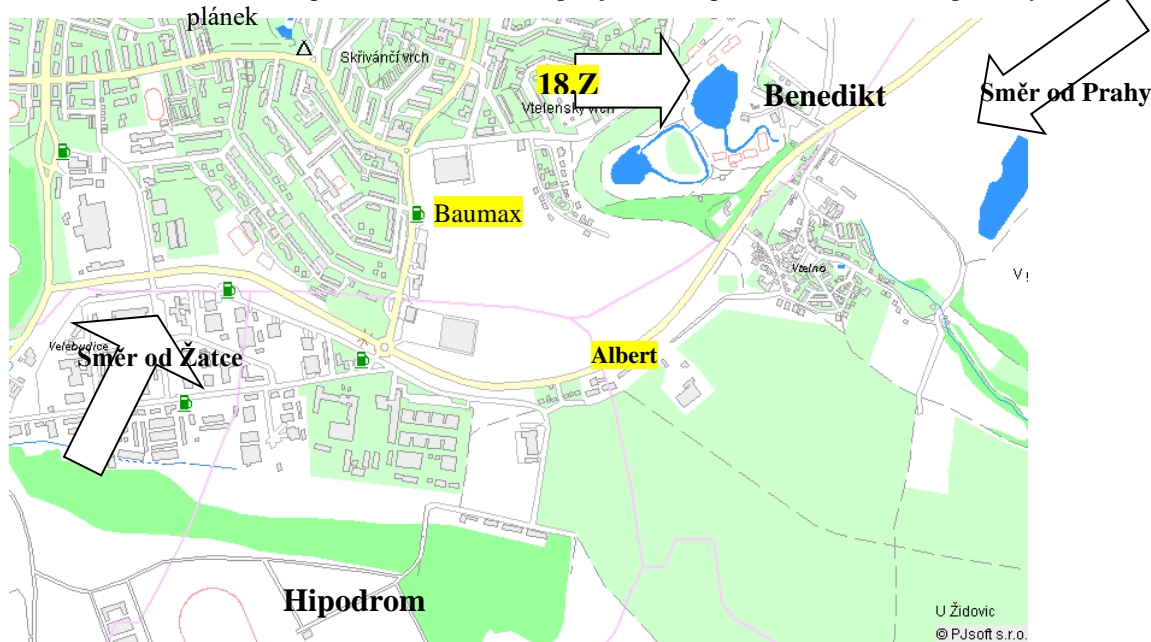 plánek
Skřivánčí vrch
18.Z
Vtelenský vrch
Benedikt
Směr od Prahy
Baumax
Vtelno
Velebudice
Směr od Žatce
Albert
Hipodrom
U Židovic
© PJsoft s.r.o.